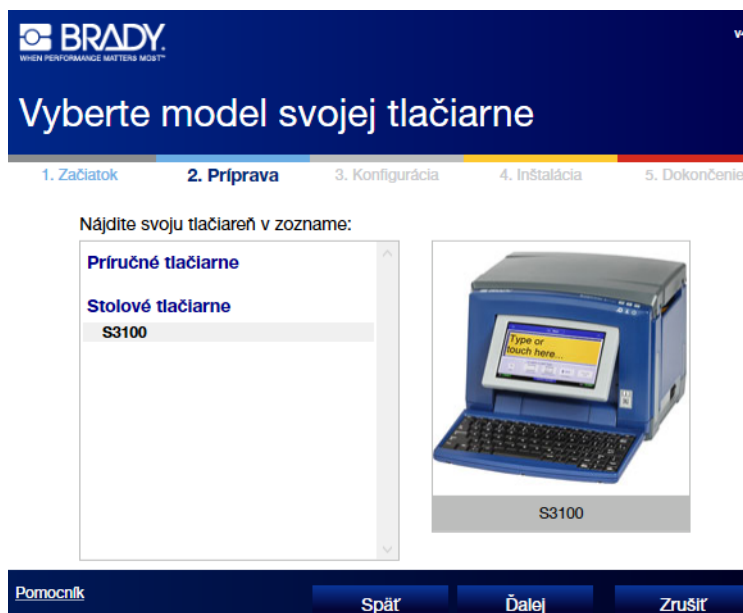 BRADY.
WHEN PERFORMANCE MATTERS MOST™
Vyberte model svojej tlačiarne
1. Začiatok
2. Príprava
3. Konfigurácia
4. Inštalácia
5. Dokončenie
Nájdite svoju tlačiareň v zozname:
Príručné tlačiarne
Stolové tlačiarne
S3100
Type or
touch here...
S3100
Pomocník
Späť
Ďalej
Zrušiť